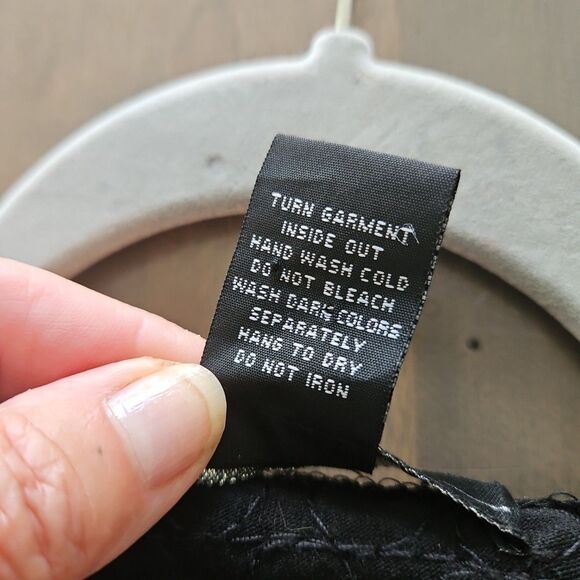 TURN GARMENT
INSIDE OUT
HAND WASH COLD
DO NOT BLEACH
WASH DARK COLORS
SEPARATELY
HANG TO DRY
DO NOT IRON